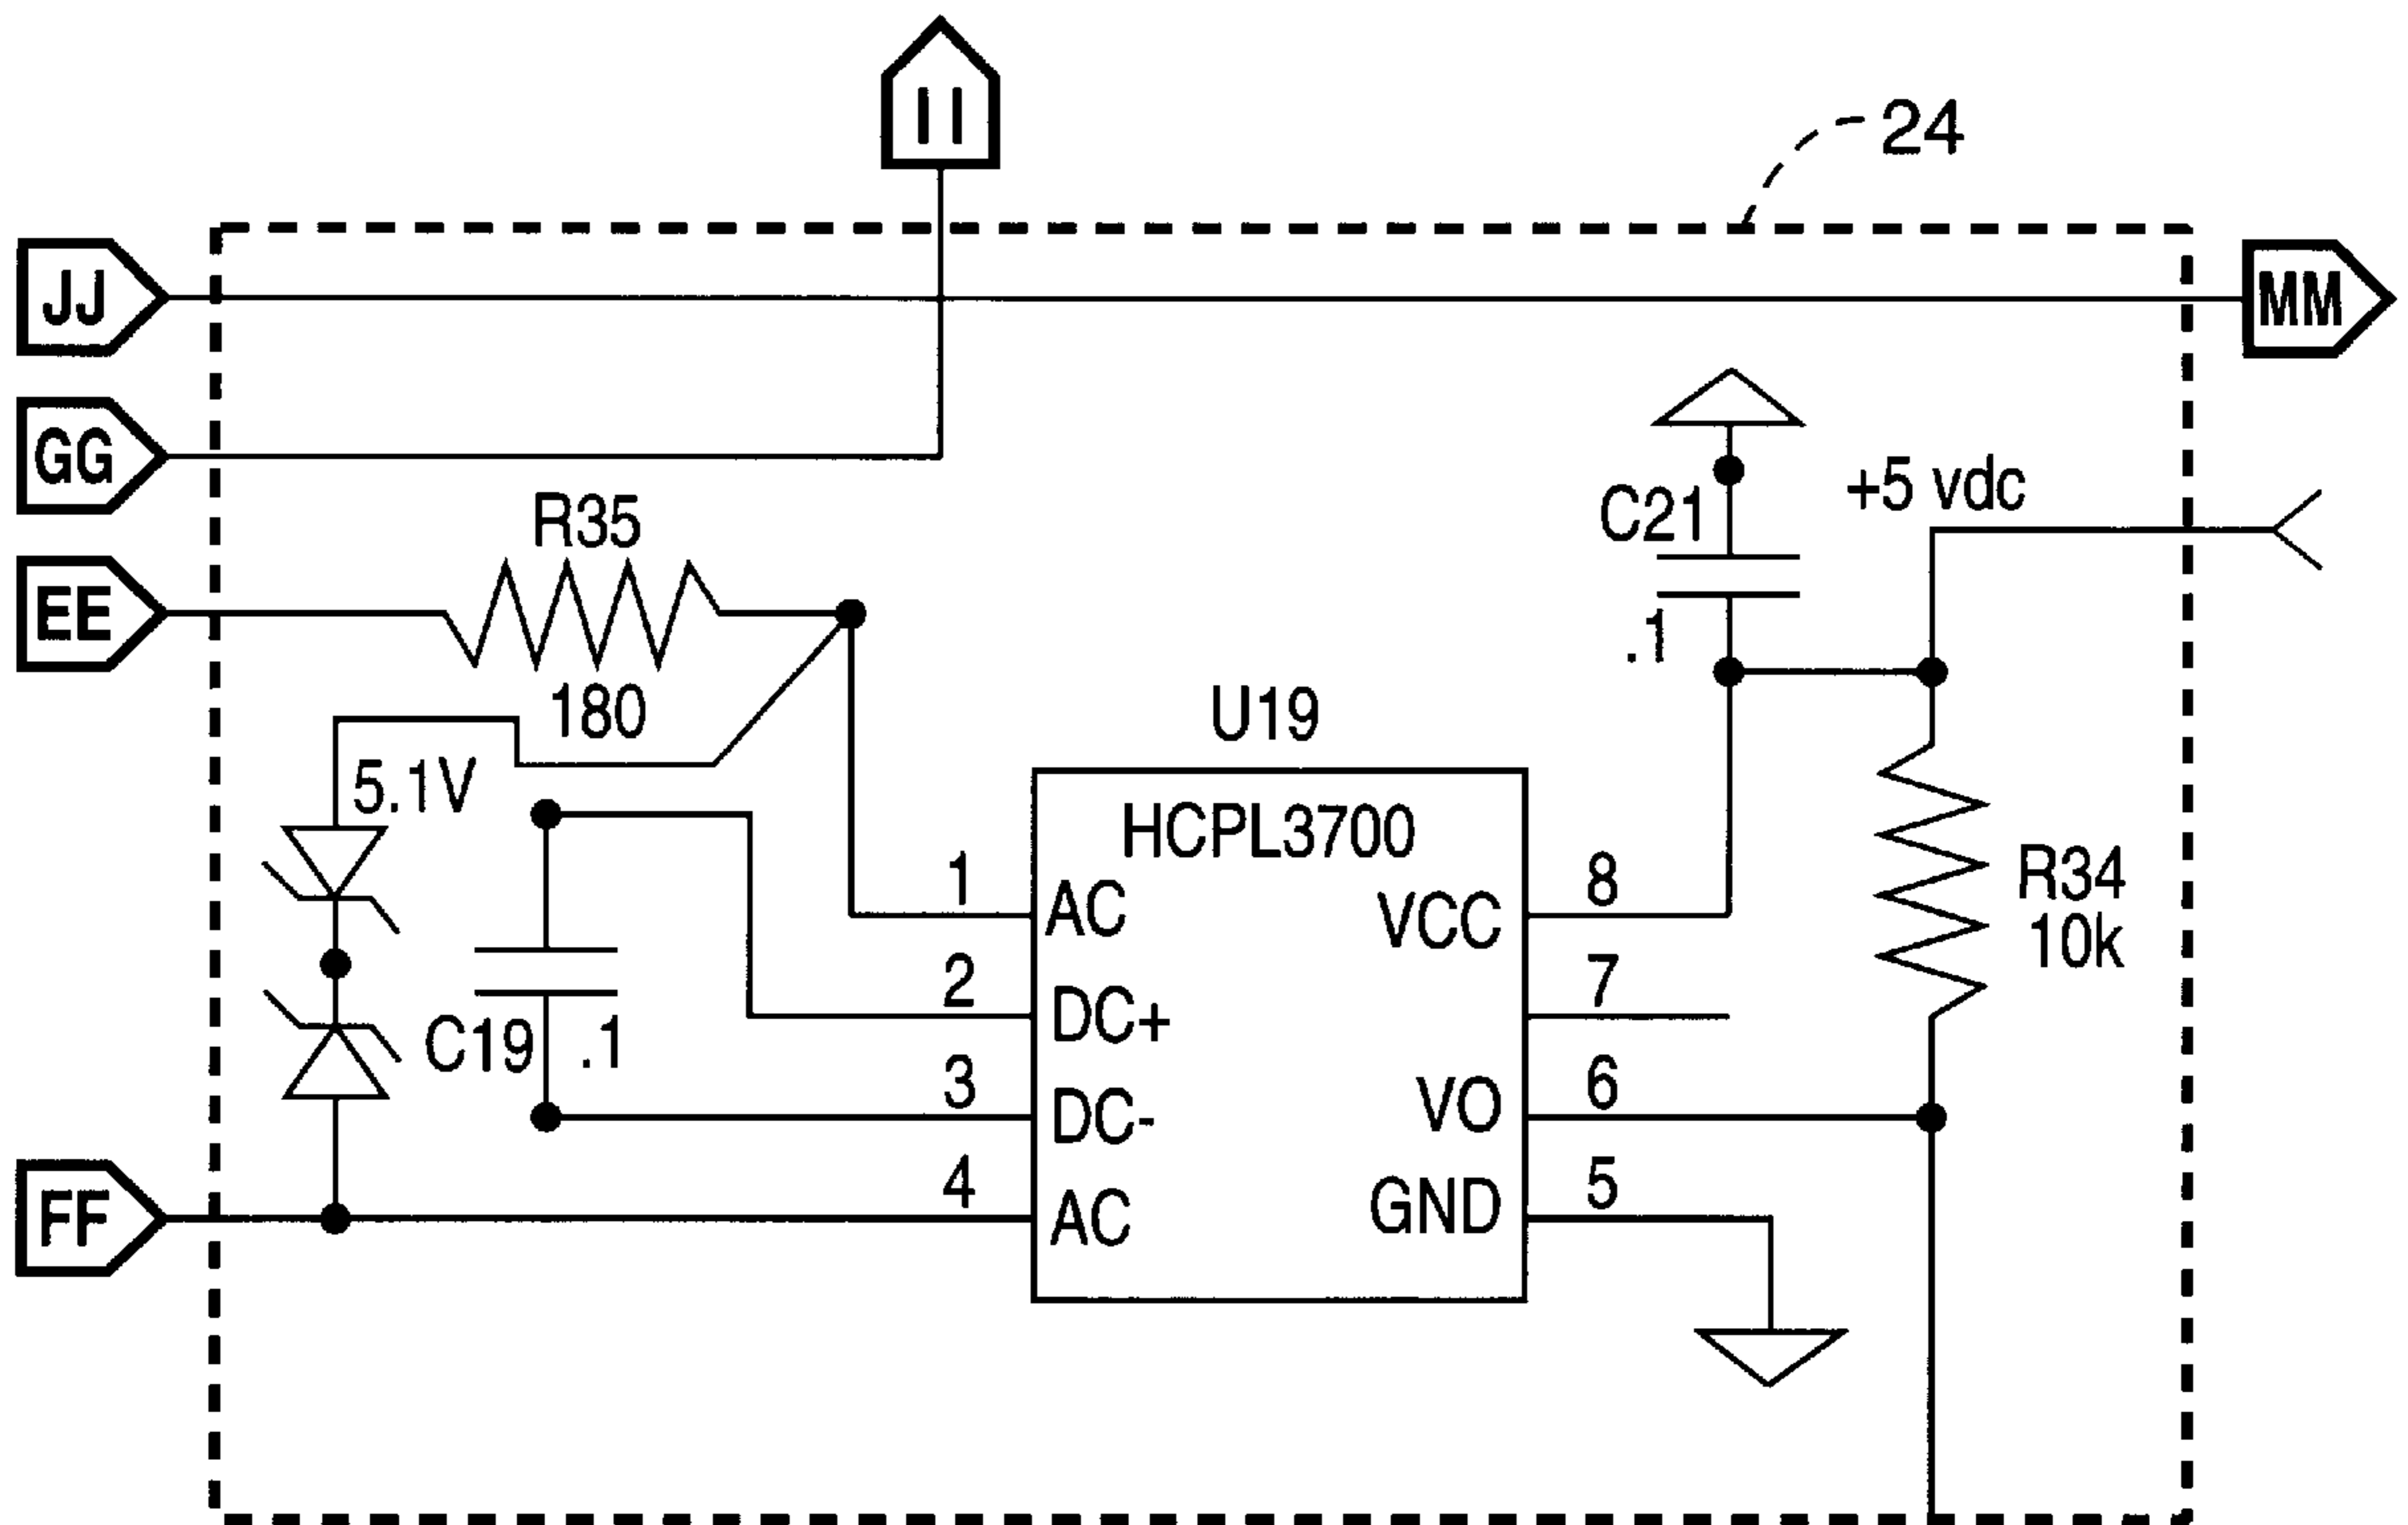 II
24
JJ
MM
GG
+5 vdc
C21
R35
EE
.1
180
U19
5.1V
HCPL3700
1
8
R34
AC
VCC
10k
2
7
DC+
C19
.1
3
6
DC-
VO
4
5
FF
AC
GND